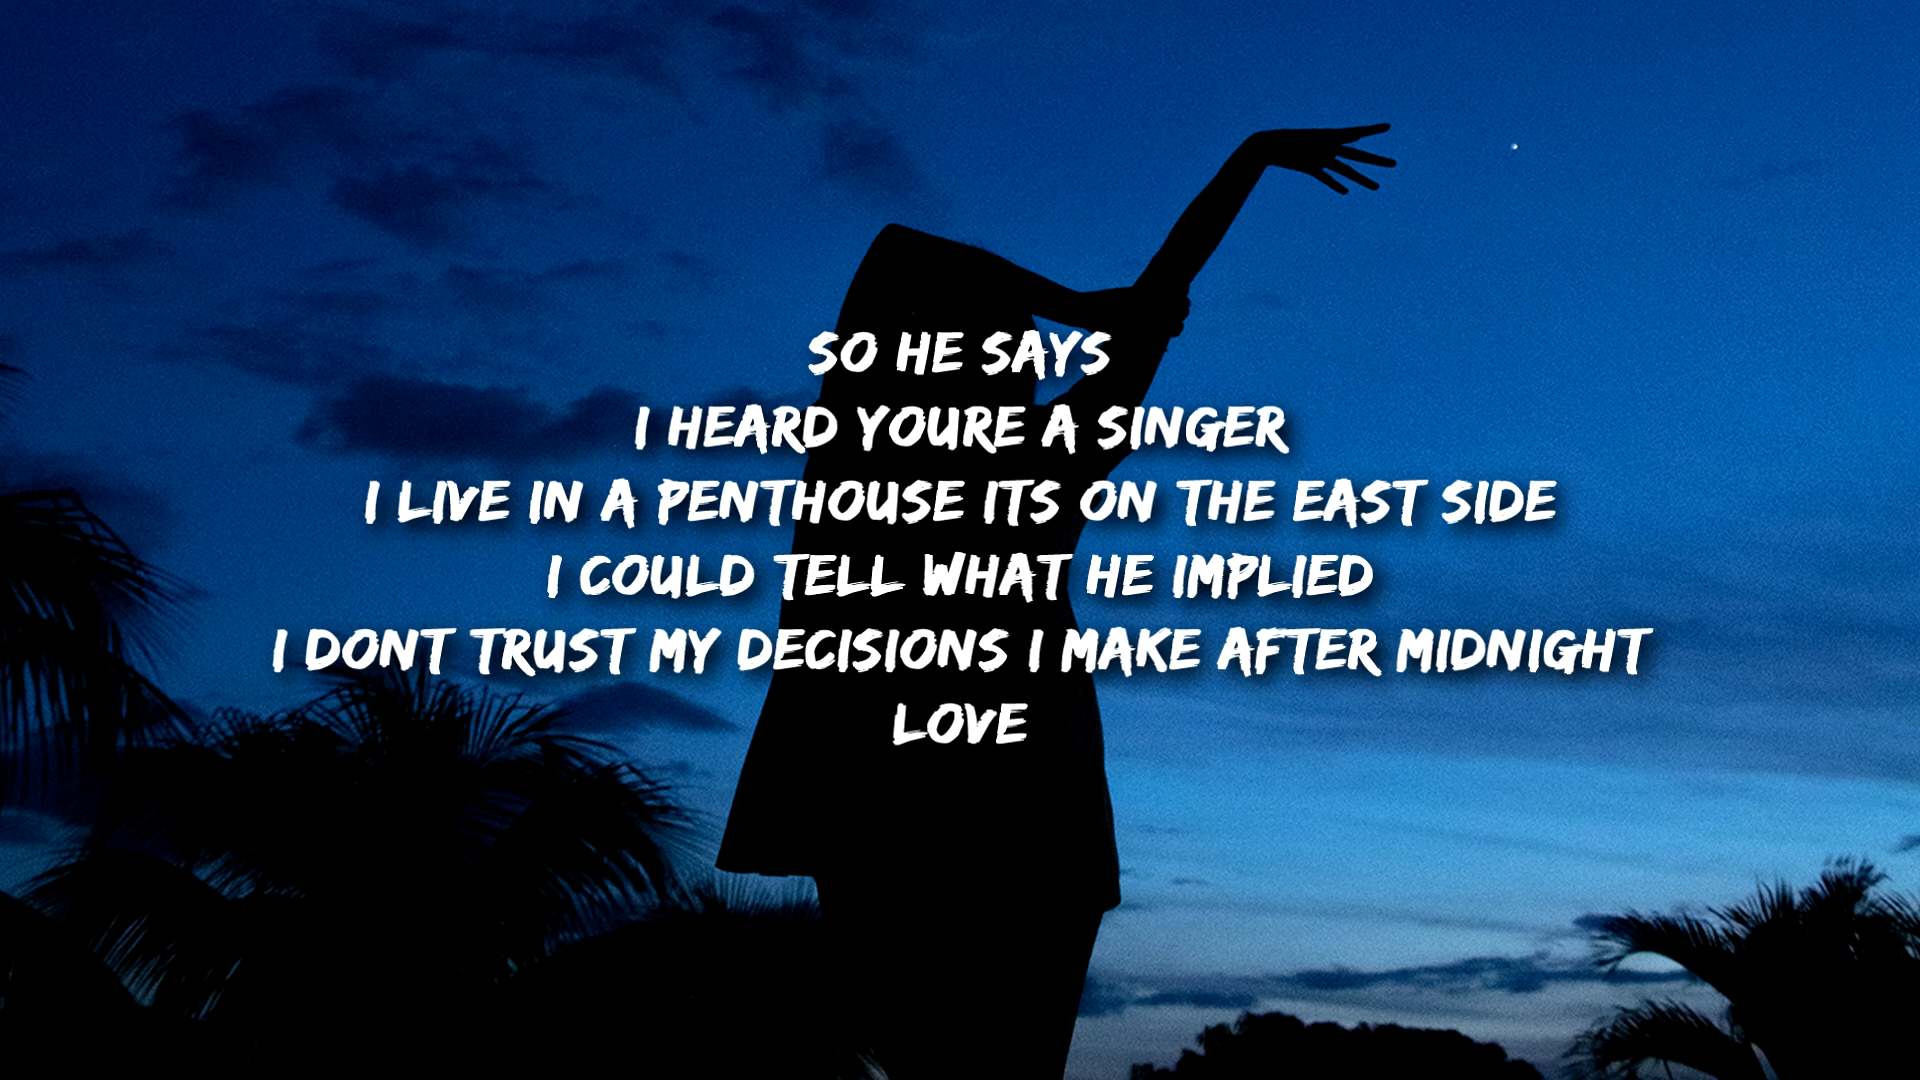 SO HE SAYS
I HEARD YOURE A SINGER
I LIVE IN A PENTHOUSE ITS ON THE EAST SIDE
I COULD TELL WHAT HE IMPLIED
I DONT TRUST MY DECISIONS I MAKE AFTER MIDNIGHT
LOVE